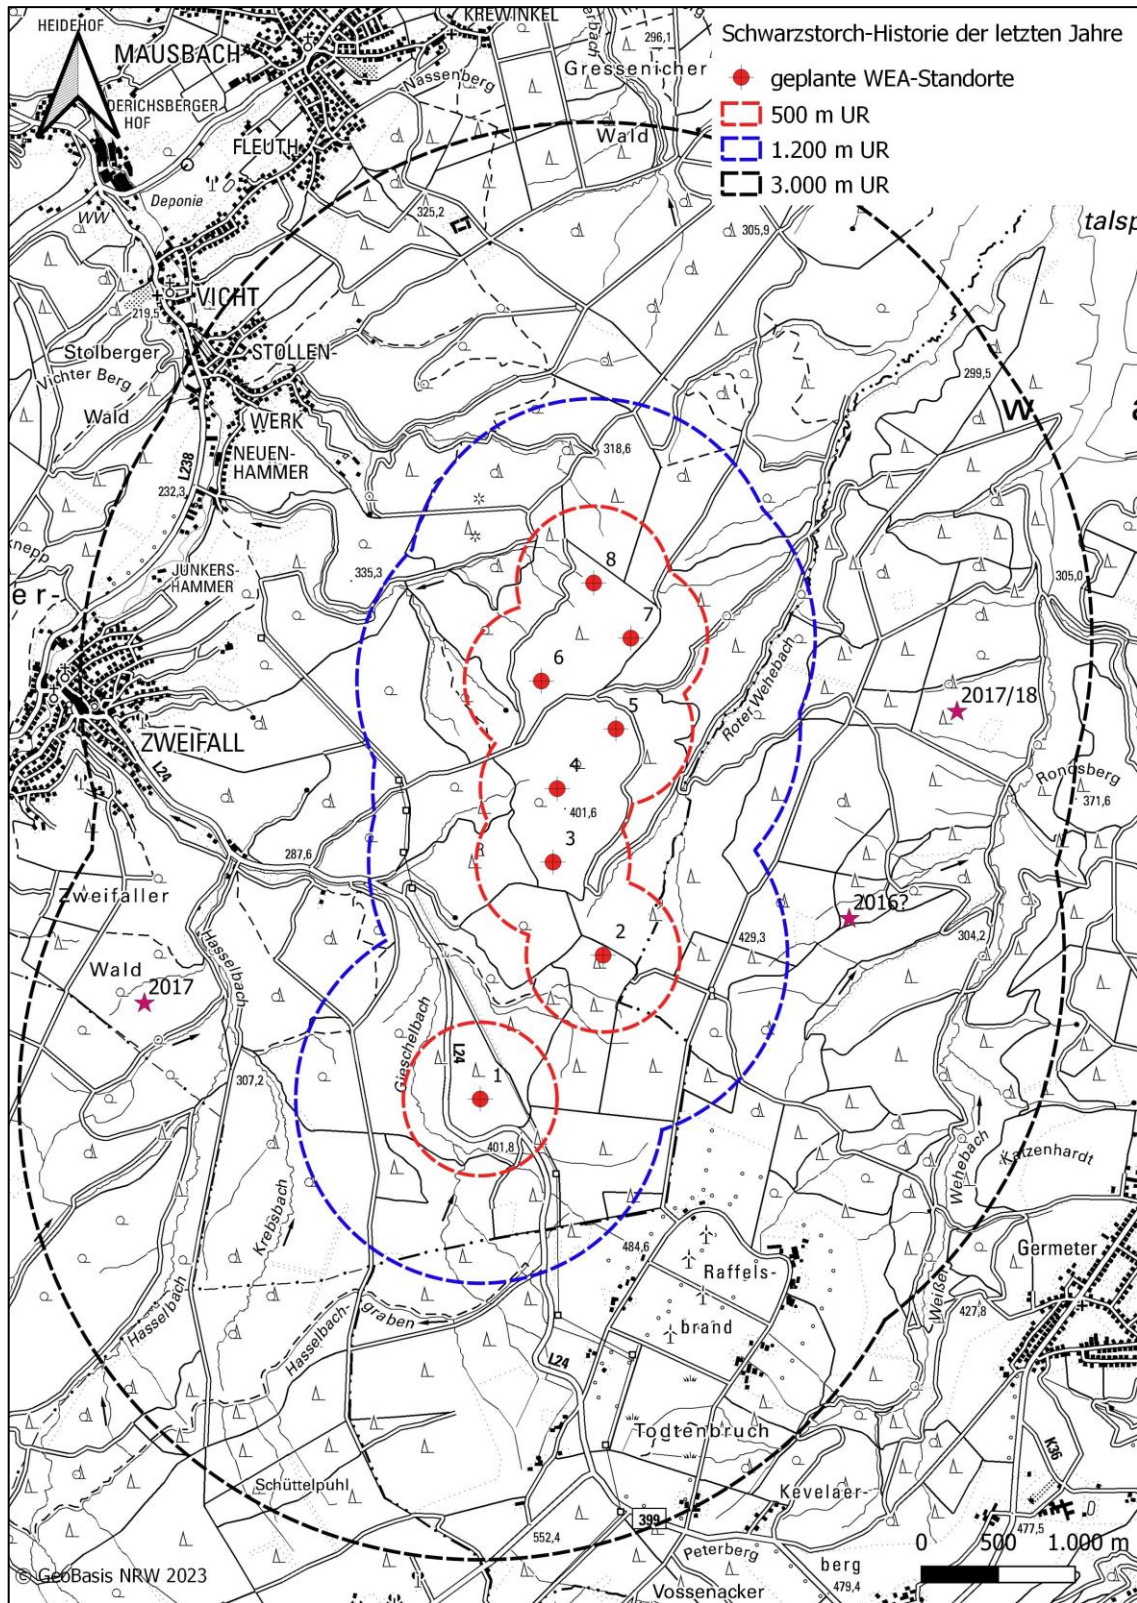 Schwarzstorch-Historie der letzten Jahre
geplante WEA-Standorte
500 m UR
1.200 m UR
3.000 m UR
HEIDEHOF
MAUSBACH
KREWINKEL
296,1
Gressenicher
Wald
Nassenberg
DERICHSBERGER
HOF
FLEUTH
Deponie
WW
325,2
305,9
talsp
VICHT
219,5
Stolberger
Vichter Berg
Wald
STOLLEN-
WERK
299,5
W
NEUEN-
HAMMER
L238
232,3
318,6
knepp
JUNKERS-
HAMMER
335,3
er-
305,0
8
7
6
5
4
401,6
3
2
1
Roter Wehebach
2017/18
ZWEIFALL
L24
Rongsberg
371,6
287,6
Zweifaller
Wald
2017
Hasselbach
2016?
429,3
304,2
Gieschelbach
L24
307,2
401,8
Krebsbach
Wehebach
Katzenhardt
Hasselbach
Hasselbach-
graben
484,6
Raffels-
brand
Germeter
427,8
Weißer
L24
Todtenbruch
K36
Schüttelpuhl
Kevelaer-
berg
399
552,4
Peterberg
477,5
479,4
Vossenacker
0 500 1.000 m
© GeoBasis NRW 2023